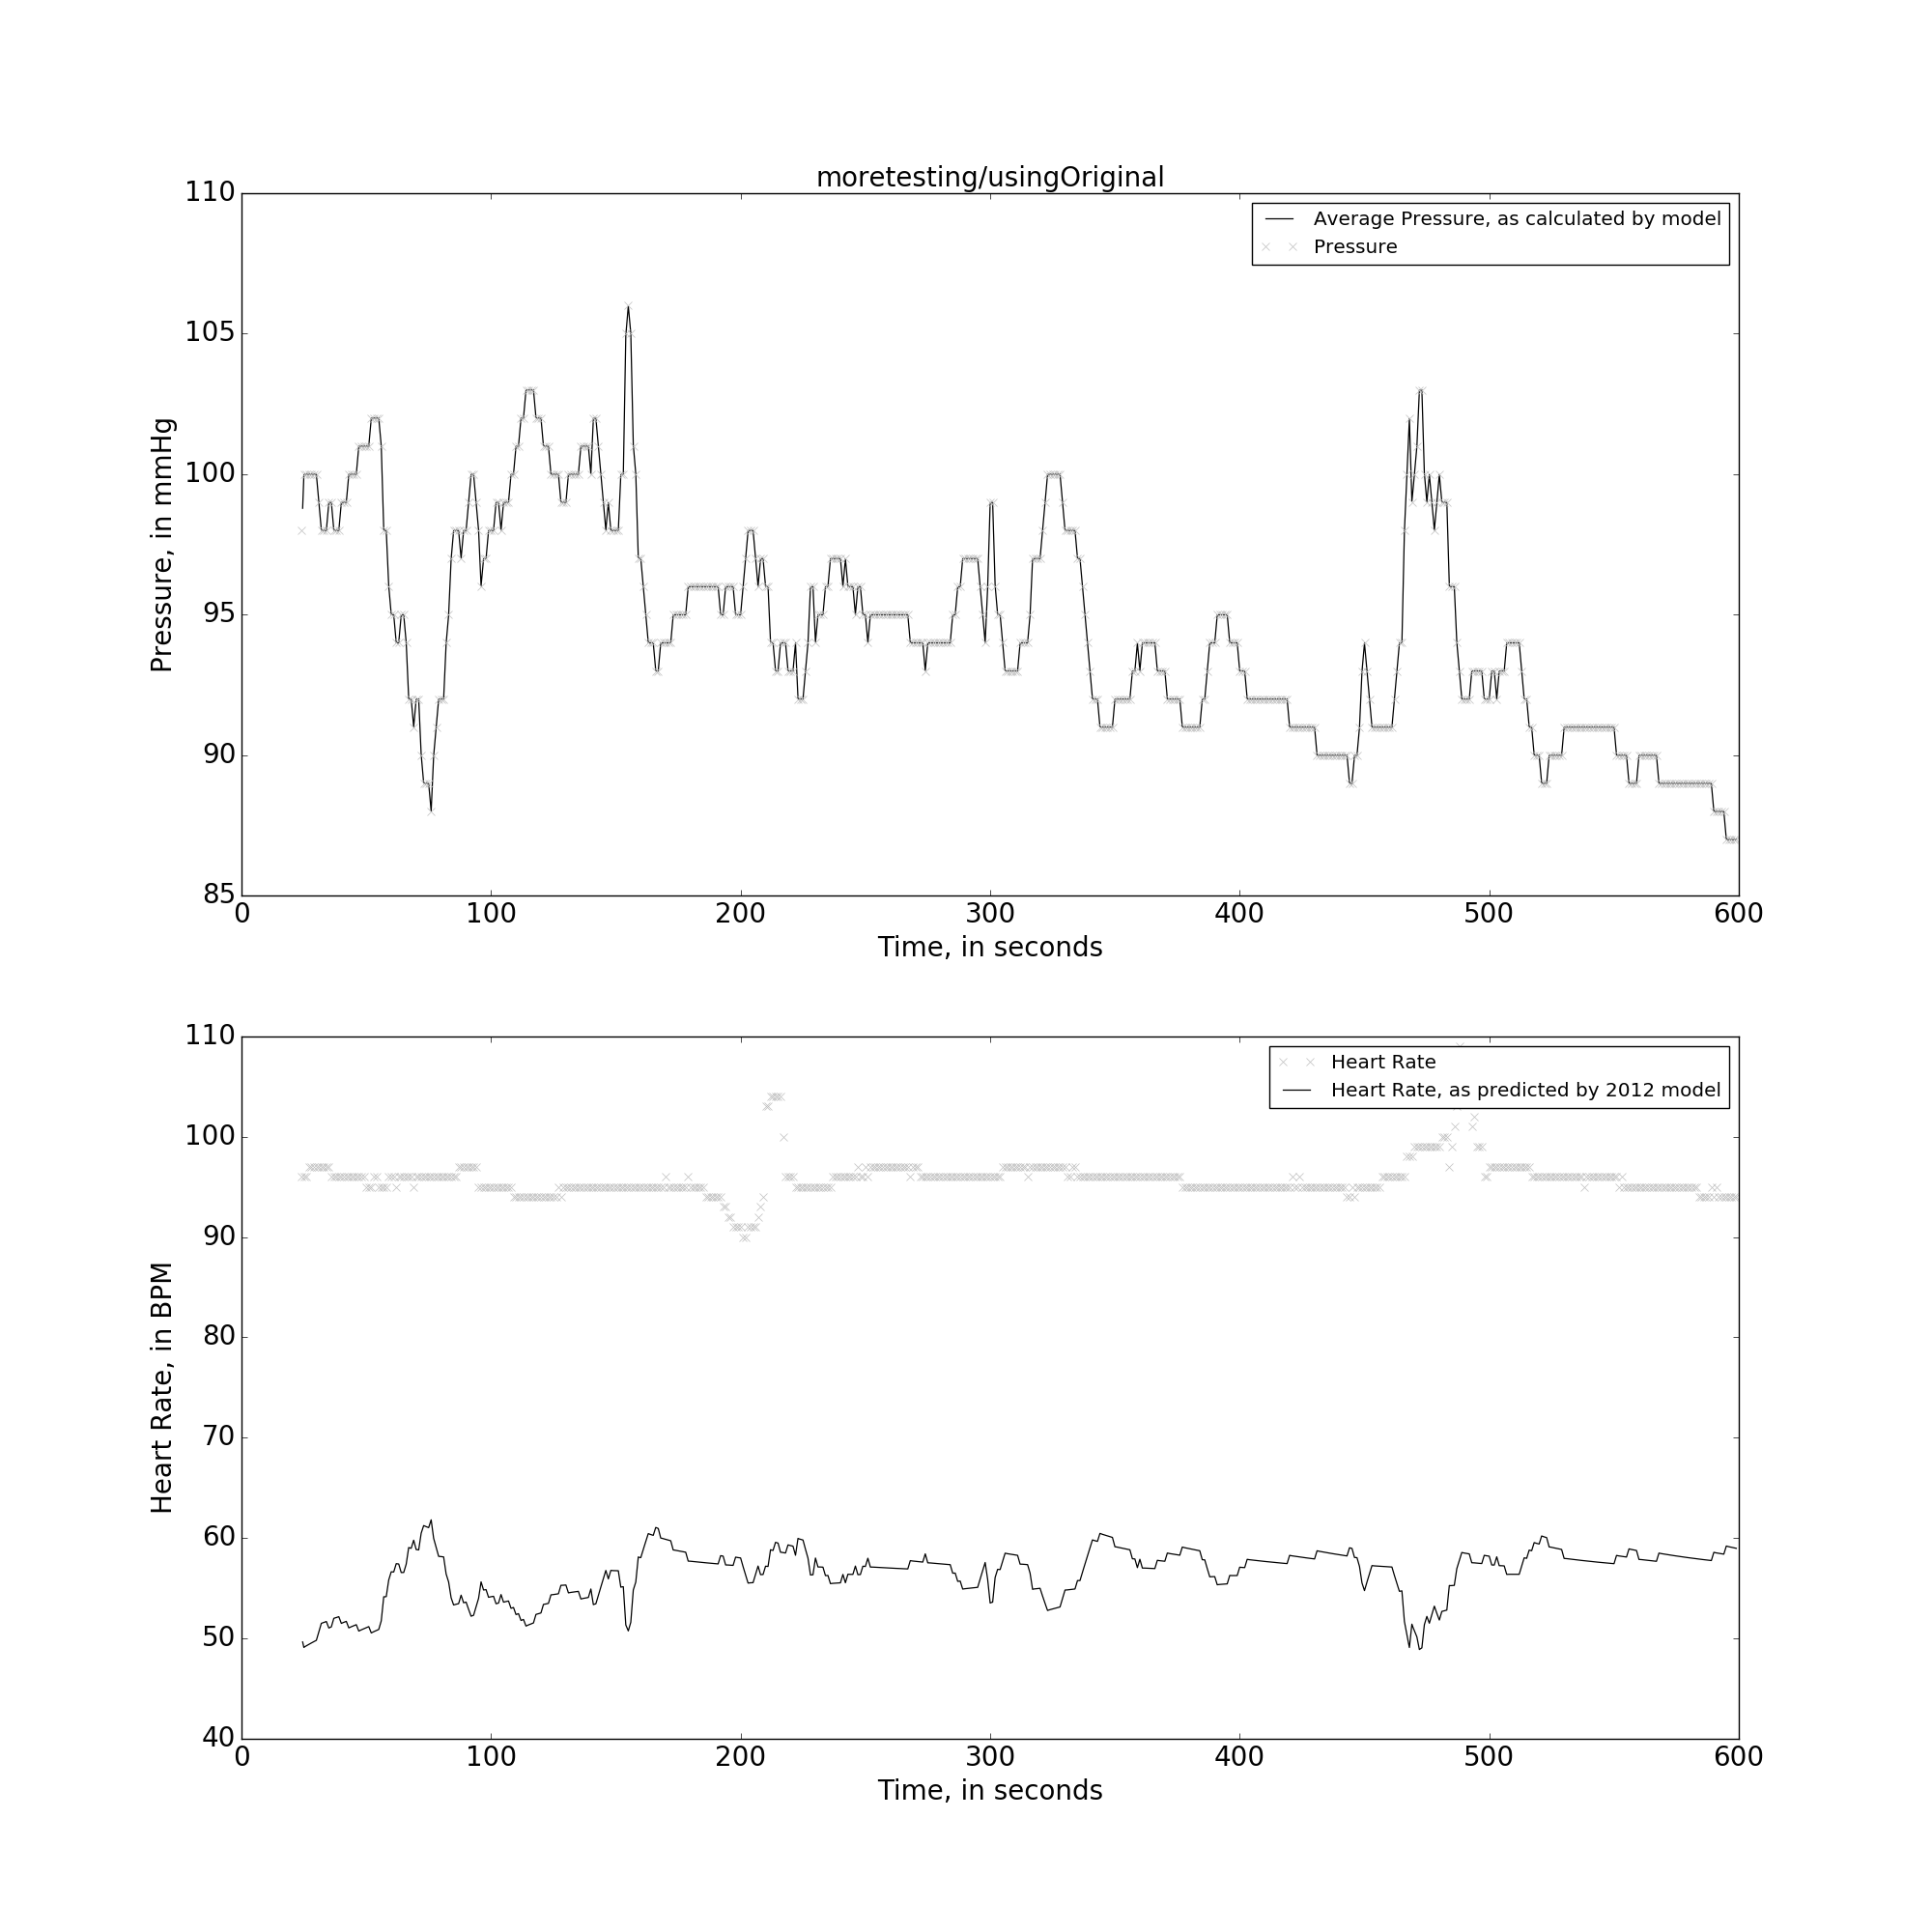 moretesting/usingOriginal
110
105
100
95
90
85
Pressure, in mmHg
Average Pressure, as calculated by model
Pressure
0 100 200 300 400 500 600
Time, in seconds
110
100
90
80
70
60
50
40
Heart Rate, in BPM
Heart Rate
Heart Rate, as predicted by 2012 model
0 100 200 300 400 500 600
Time, in seconds